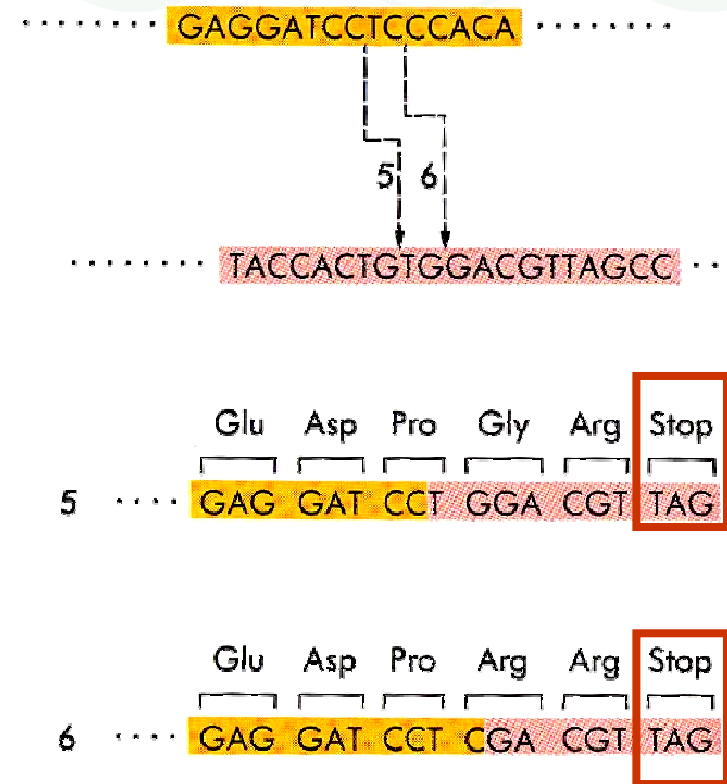 GAGGATCCTCCCACA
5 6
TACCACTGTGGACGTTAGCC
Glu Asp Pro Gly Arg Stop
5 GAG GAT CCT GGA CGT TAG
Glu Asp Pro Arg Arg Stop
6 GAG GAT CCT CGA CGT TAG